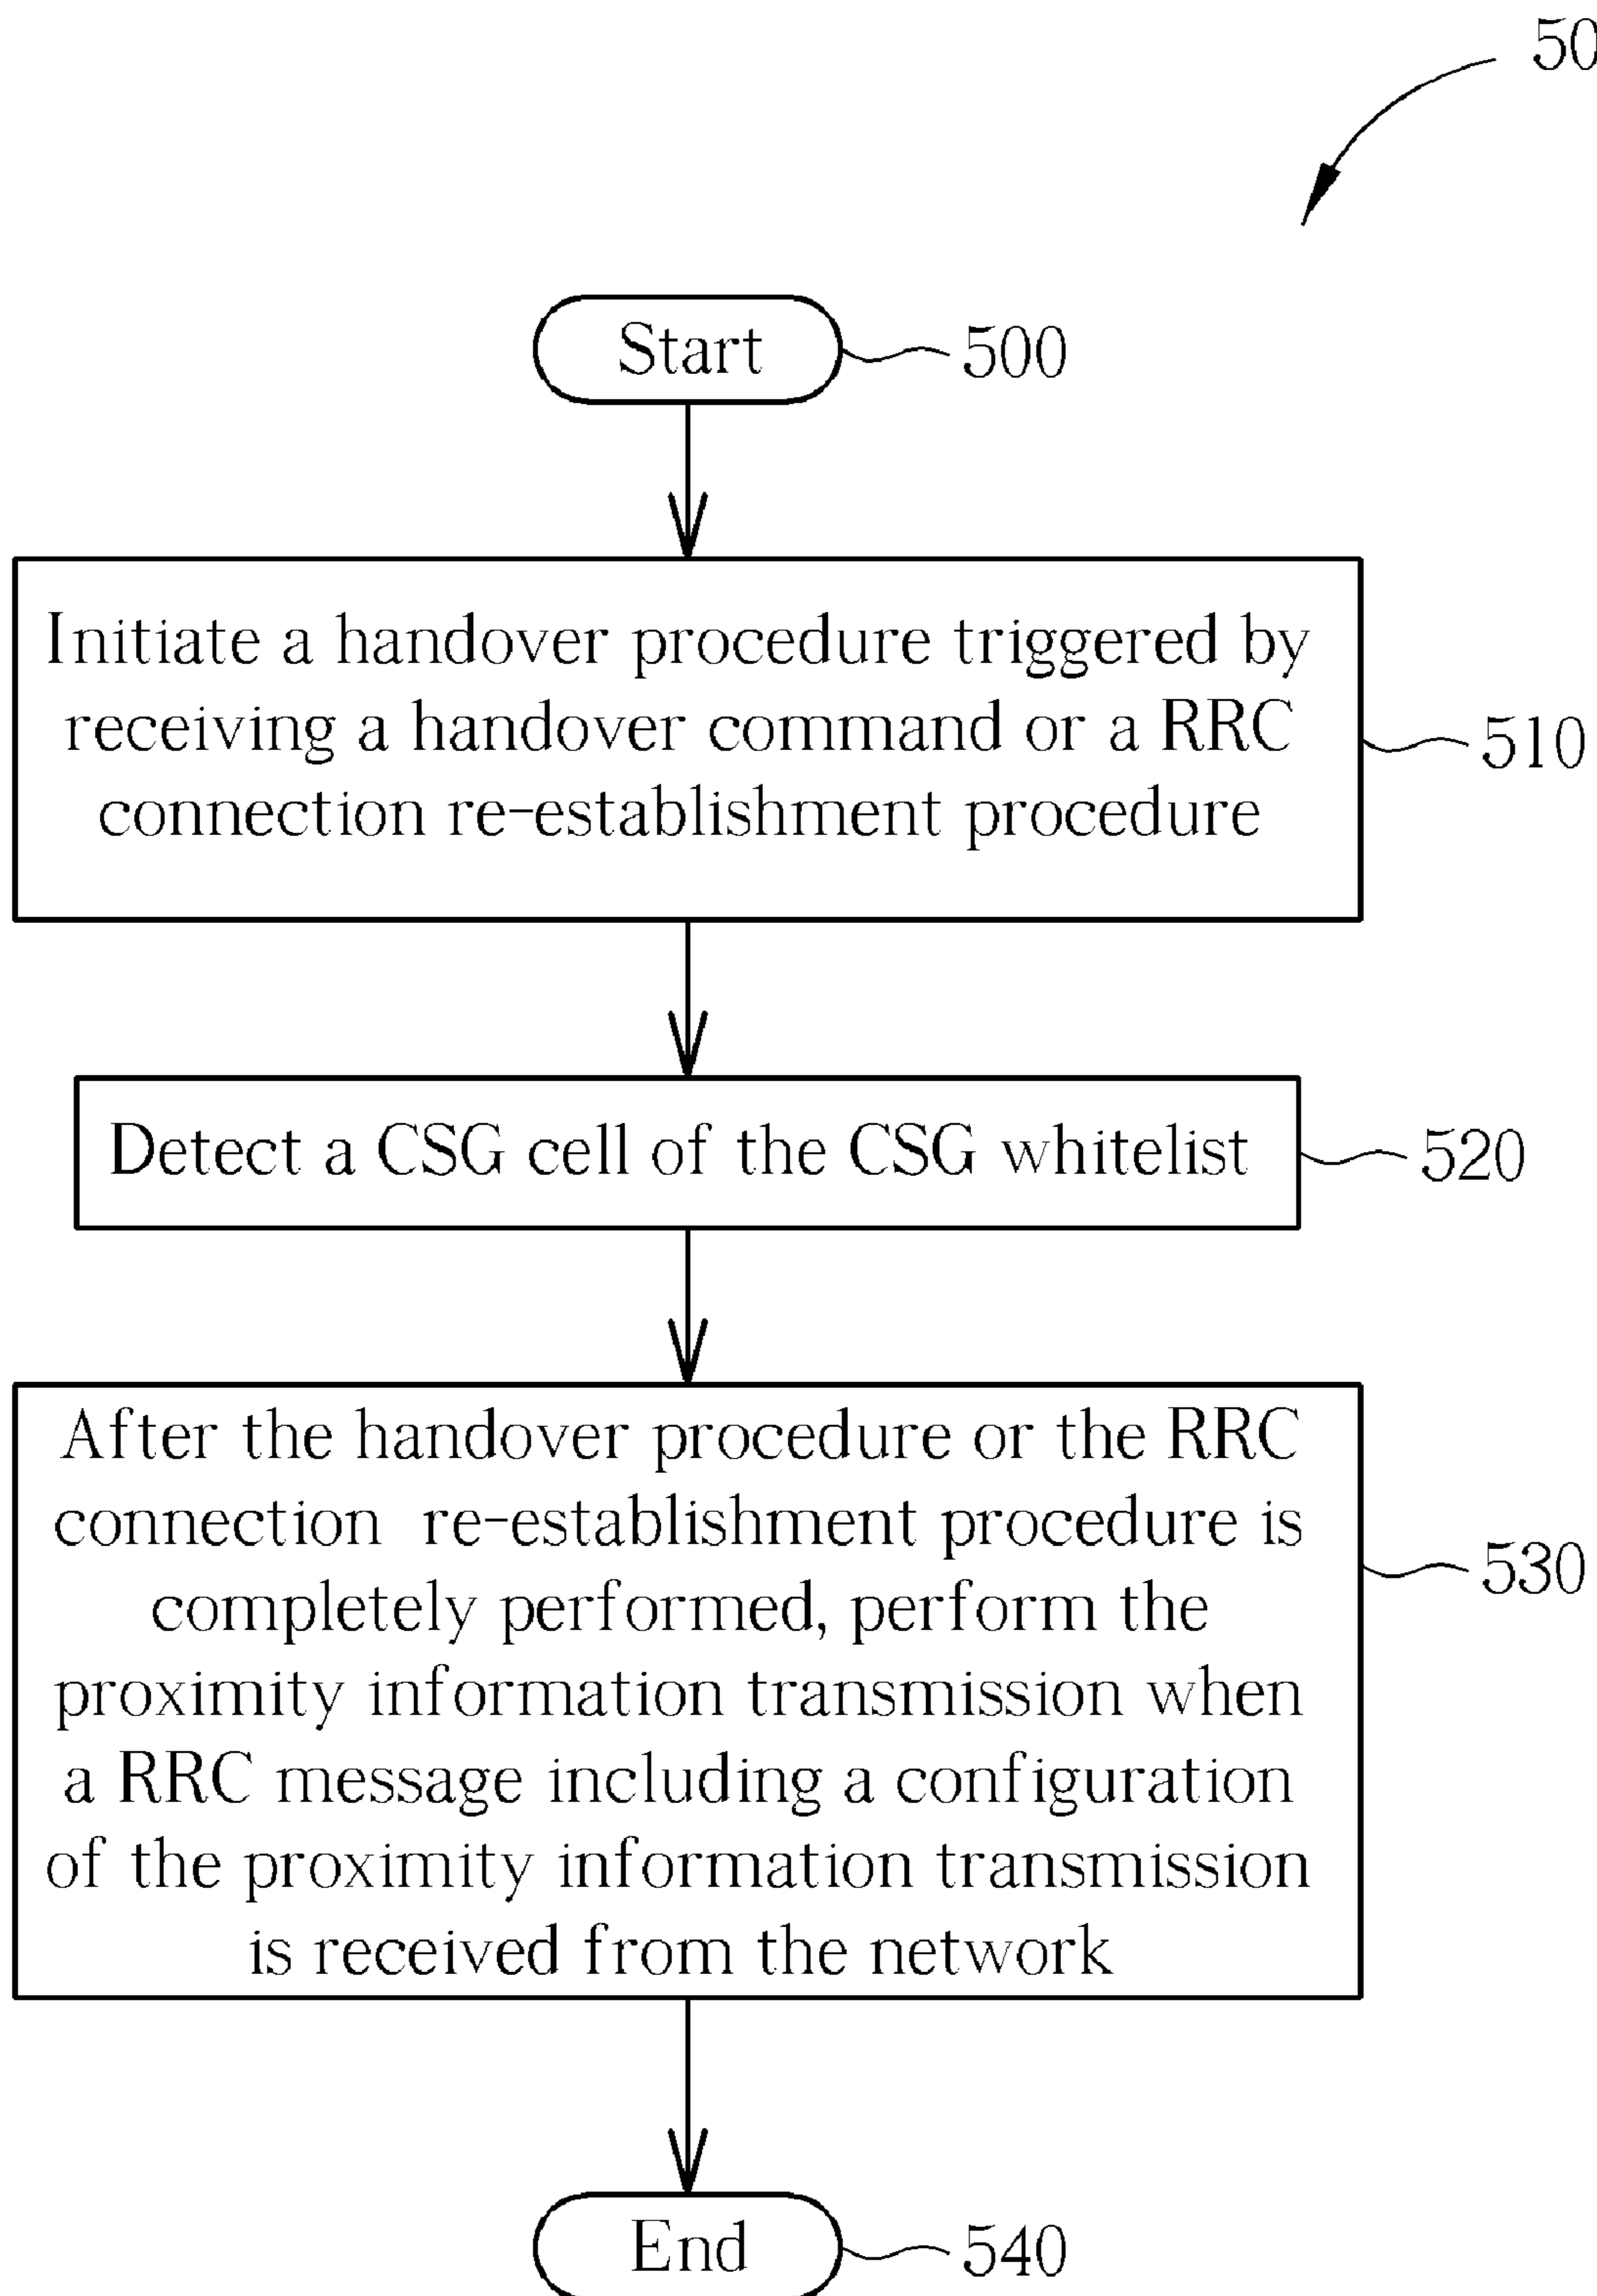 50
Start
500
Initiate a handover procedure triggered by
receiving a handover command or a RRC
connection re-establishment procedure
510
Detect a CSG cell of the CSG whitelist
520
After the handover procedure or the RRC
connection re-establishment procedure is
completely performed, perform the
proximity information transmission when
a RRC message including a configuration
of the proximity information transmission
is received from the network
530
End
540